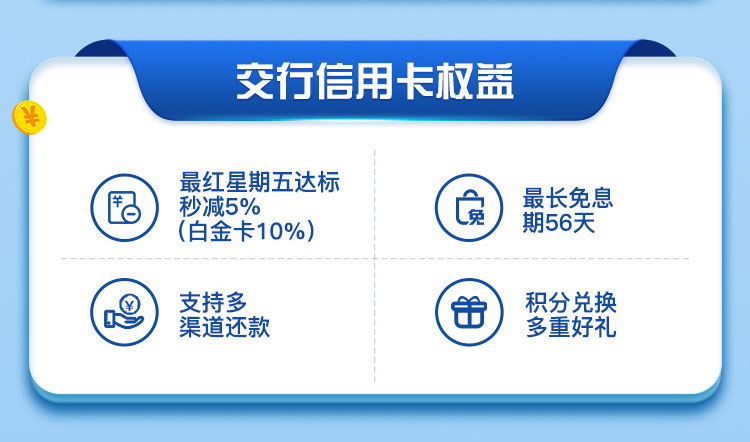 交行信用卡权益
¥
最红星期五达标
秒减5%
(白金卡10%)
¥
免
最长免息
期56天
¥
支持多
渠道还款
积分兑换
多重好礼